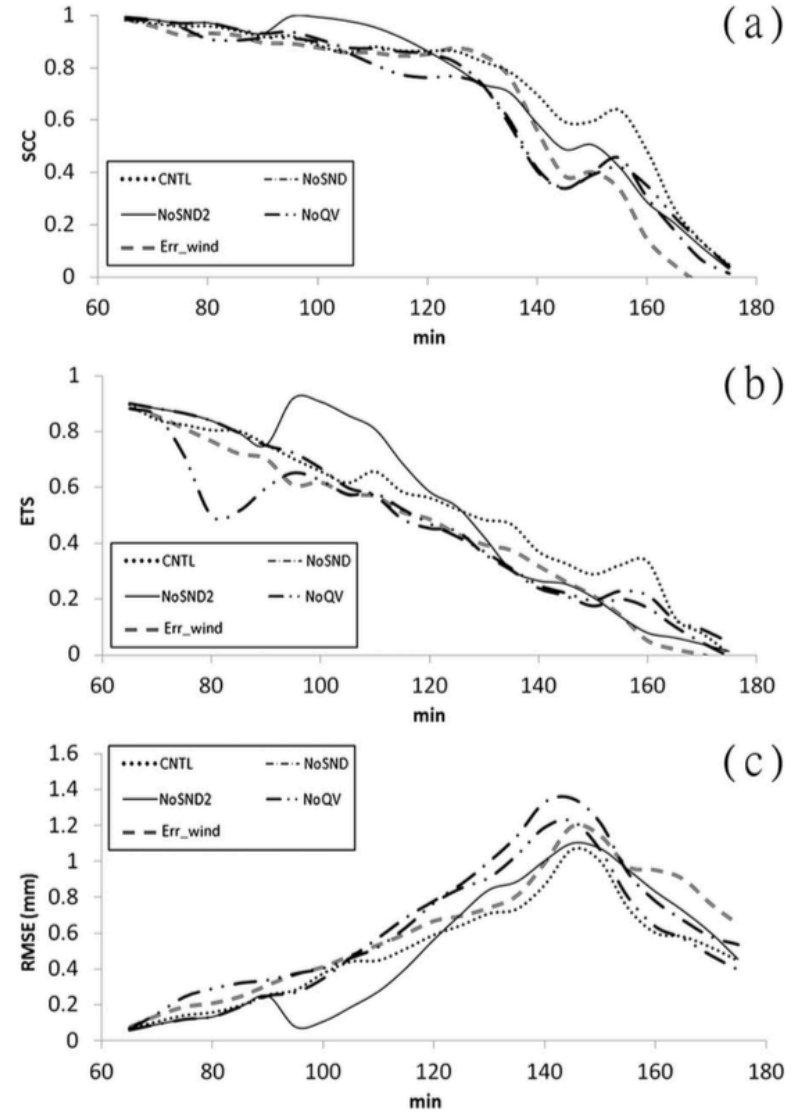 (a)
1
0.8
0.6
0.4
0.2
0
SCC
CNTL NoSND
NoSND2 NoQV
Err_wind
60 80 100 120 140 160 180
min
(b)
1
0.8
0.6
0.4
0.2
0
ETS
CNTL NoSND
NoSND2 NoQV
Err_wind
60 80 100 120 140 160 180
min
(c)
1.6
1.4
1.2
1
0.8
0.6
0.4
0.2
0
RMSE (mm)
CNTL NoSND
NoSND2 NoQV
Err_wind
60 80 100 120 140 160 180
min